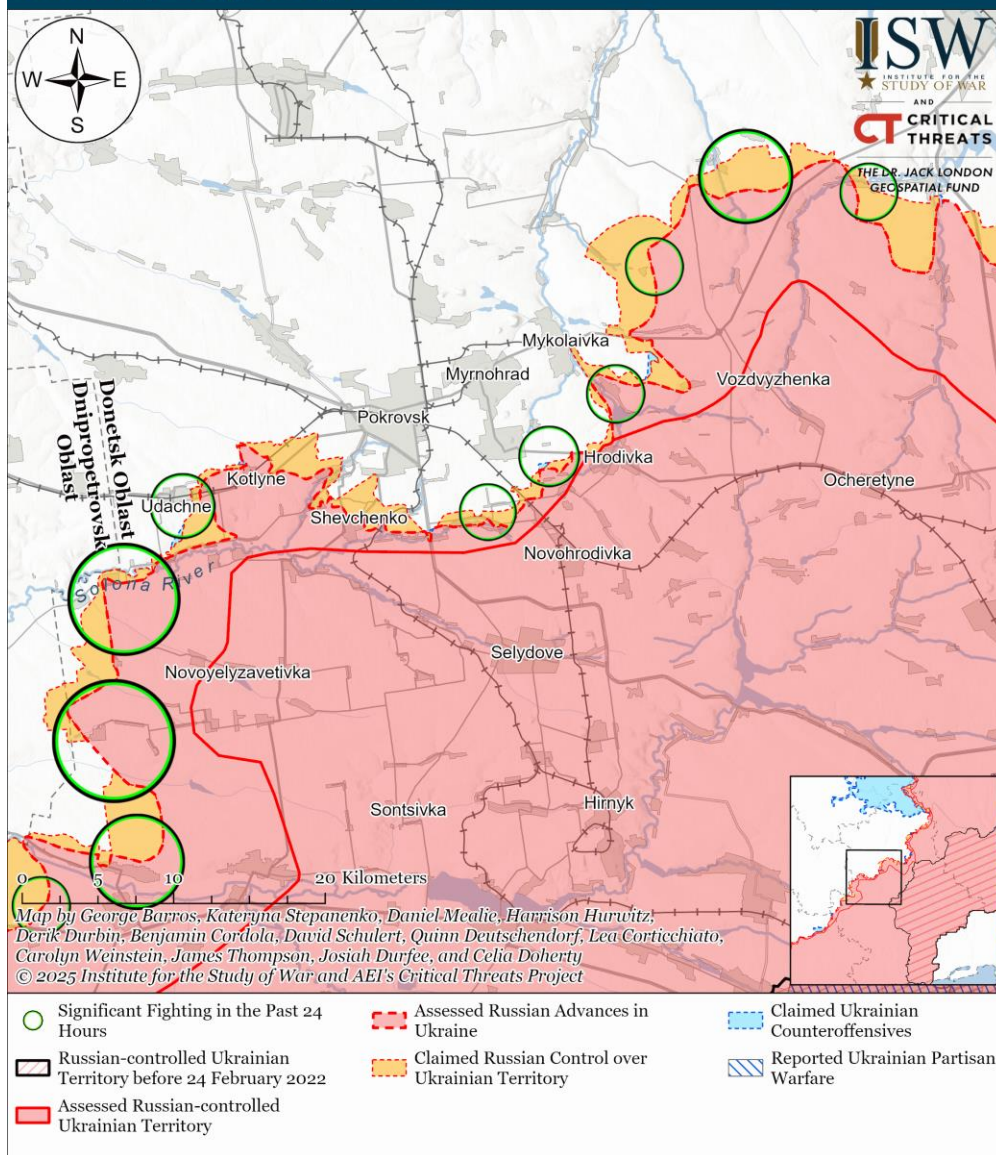 N
W E
S
ISW
INSTITUTE FOR THE
STUDY OF WAR
AND
CT CRITICAL
THREATS
THE DR. JACK LONDON
GEOSPATIAL FUND
Mykolaivka
Myrnohrad
Vozdvyzhenka
Pokrovsk
Donetsk Oblast
Dnipropetrovsk
Oblast
Hrodivka
Kotlyne
Ocheretyne
Udachne
Shevchenko
Novohrodivka
Solona River
Selydove
Novoyelyzavetivka
Sontsivka
Hirnyk
0 5 10 20 Kilometers
Map by George Barros, Kateryna Stepanenko, Daniel Mealie, Harrison Hurwitz,
Derik Durbin, Benjamin Cordola, David Schulert, Quinn Deutschendorf, Lea Corticchiato,
Carolyn Weinstein, James Thompson, Josiah Durfee, and Celia Doherty
© 2025 Institute for the Study of War and AEI's Critical Threats Project
Significant Fighting in the Past 24
Hours
Russian-controlled Ukrainian
Territory before 24 February 2022
Assessed Russian-controlled
Ukrainian Territory
Assessed Russian Advances in
Ukraine
Claimed Russian Control over
Ukrainian Territory
Claimed Ukrainian
Counteroffensives
Reported Ukrainian Partisan
Warfare